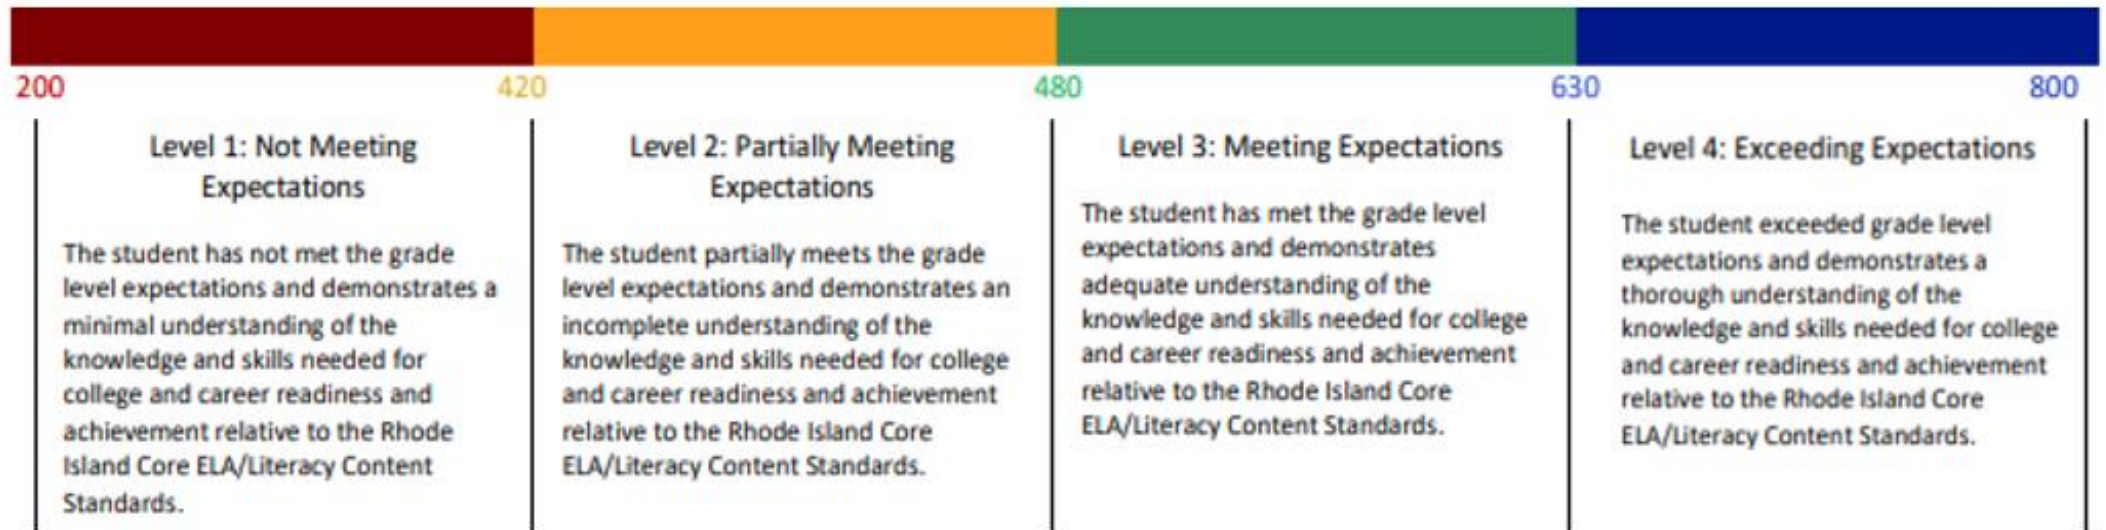 200 420 480 630 800
Level 1: Not Meeting
Expectations
The student has not met the grade
level expectations and demonstrates a
minimal understanding of the
knowledge and skills needed for
college and career readiness and
achievement relative to the Rhode
Island Core ELA/Literacy Content
Standards.
Level 2: Partially Meeting
Expectations
The student partially meets the grade
level expectations and demonstrates an
incomplete understanding of the
knowledge and skills needed for college
and career readiness and achievement
relative to the Rhode Island Core
ELA/Literacy Content Standards.
Level 3: Meeting Expectations
The student has met the grade level
expectations and demonstrates
adequate understanding of the
knowledge and skills needed for college
and career readiness and achievement
relative to the Rhode Island Core
ELA/Literacy Content Standards.
Level 4: Exceeding Expectations
The student exceeded grade level
expectations and demonstrates a
thorough understanding of the
knowledge and skills needed for college
and career readiness and achievement
relative to the Rhode Island Core
ELA/Literacy Content Standards.